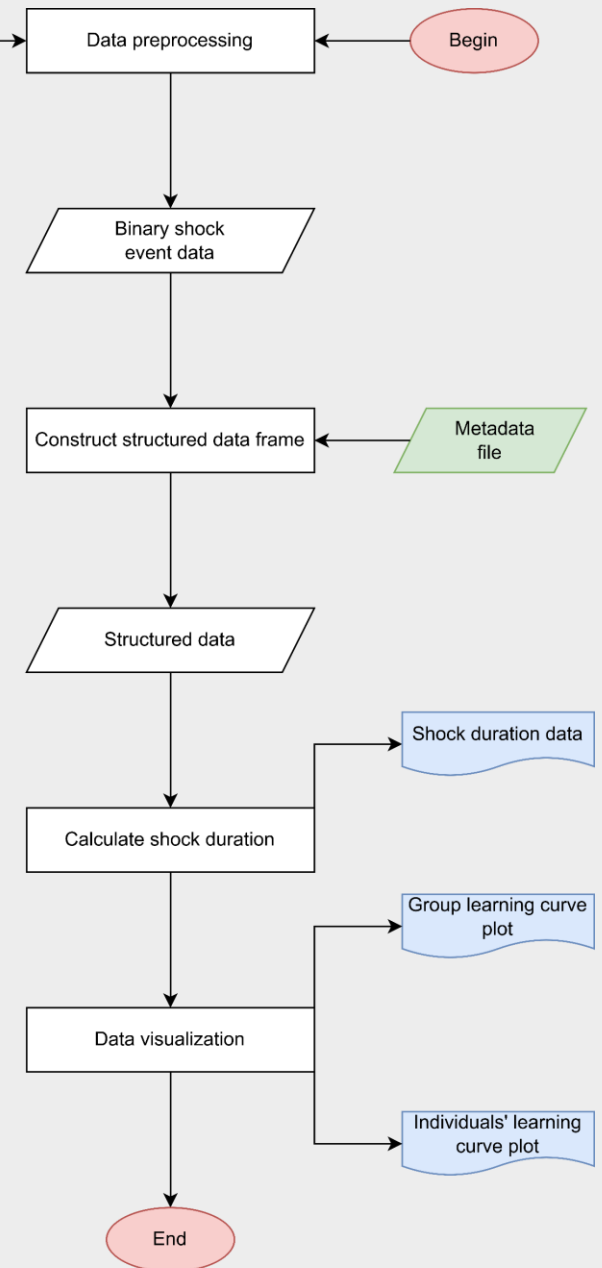 Data preprocessing
Begin
Binary shock
event data
Construct structured data frame
Metadata
file
Structured data
Shock duration data
Calculate shock duration
Group learning curve
plot
Data visualization
Individuals' learning
curve plot
End